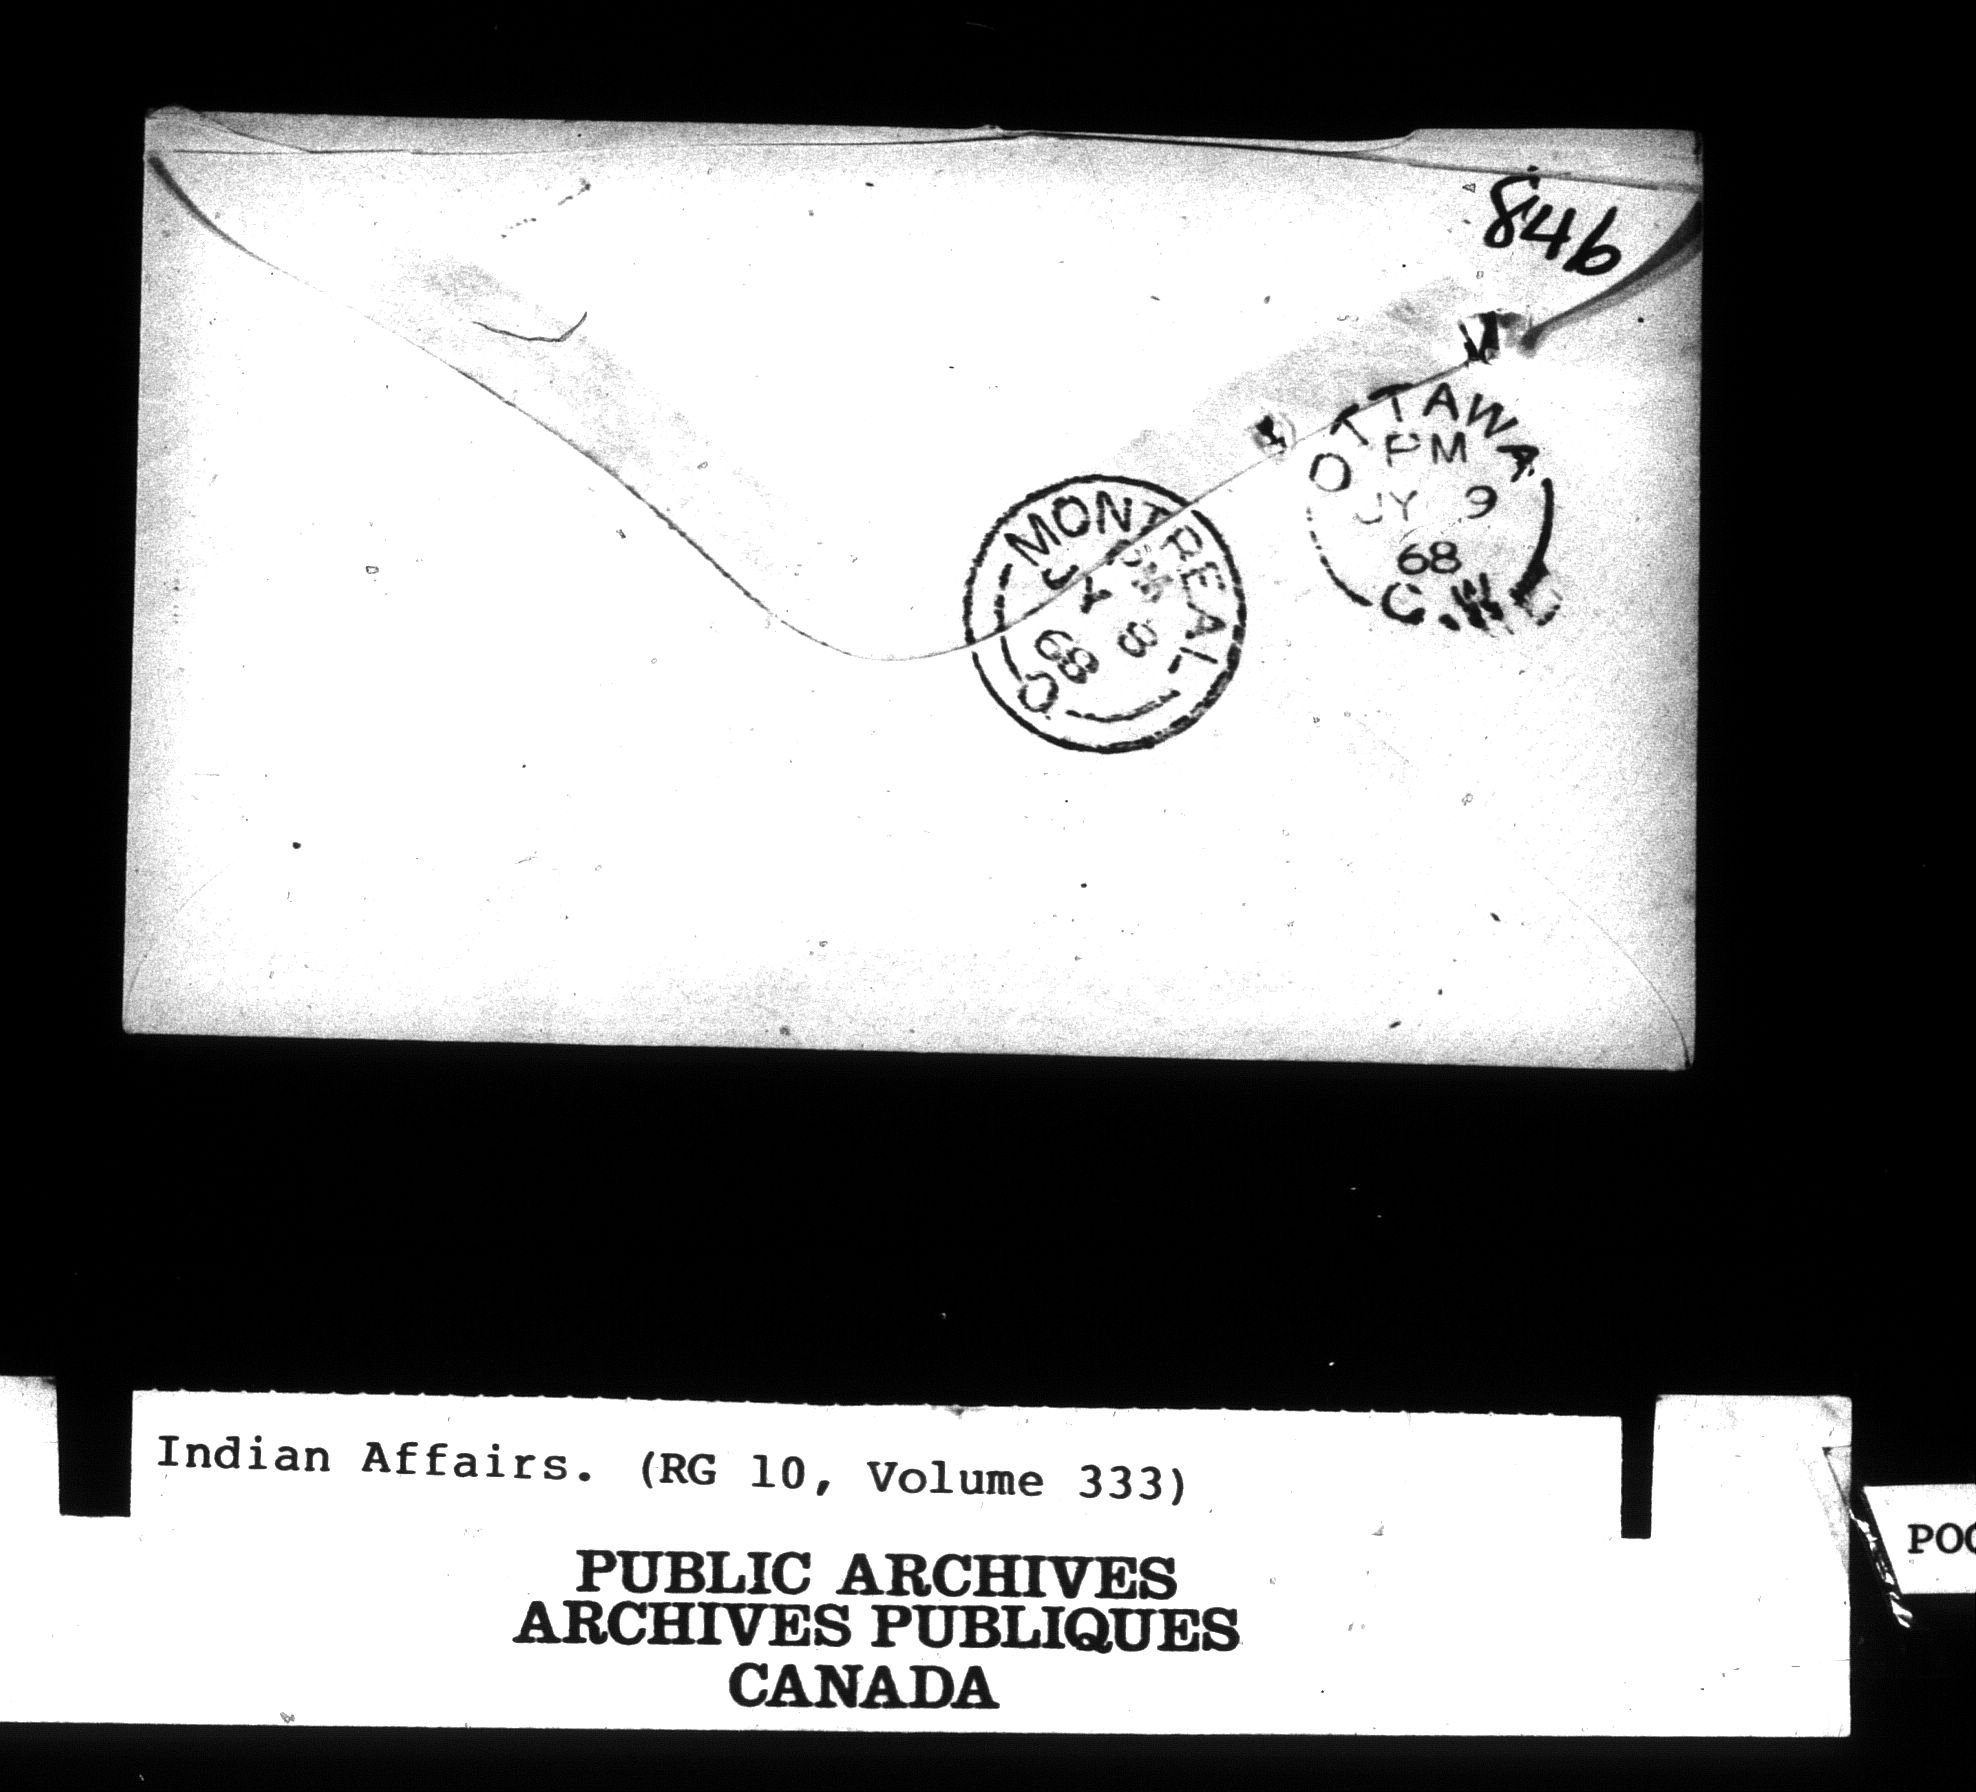 84b
OTTAWA
PM
JY 9
68
C.W.
MONTREAL
JY 8
68
Indian Affairs. (RG 10, Volume 333)
PUBLIC ARCHIVES
ARCHIVES PUBLIQUES
CANADA